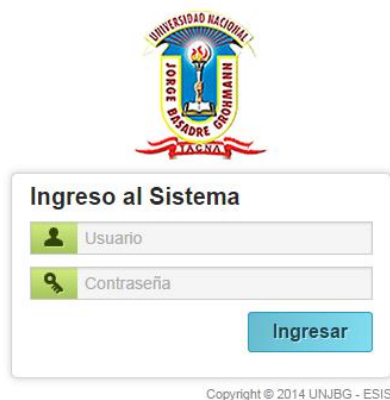 UNIVERSIDAD NACIONAL
JORGE BASADRE GROHMANN
TACNA
Ingreso al Sistema
Usuario
Contraseña
Ingresar
Copyright © 2014 UNJBG - ESIS